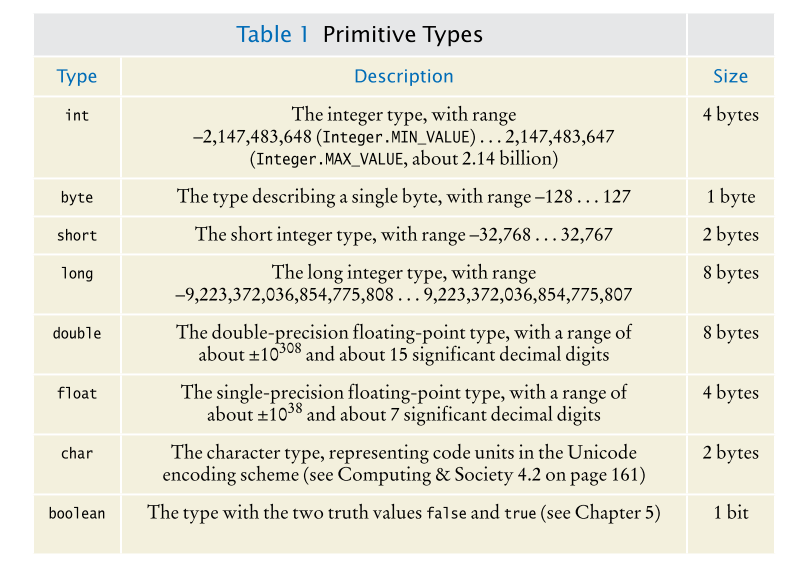 Table 1 Primitive Types
Type Description Size
int The integer type, with range 4 bytes
–2,147,483,648 (Integer.MIN_VALUE) . . . 2,147,483,647
(Integer.MAX_VALUE, about 2.14 billion)
byte The type describing a single byte, with range –128 . . . 127 1 byte
short The short integer type, with range –32,768 . . . 32,767 2 bytes
long The long integer type, with range 8 bytes
–9,223,372,036,854,775,808 . . . 9,223,372,036,854,775,807
double The double-precision floating-point type, with a range of 8 bytes
about ±10³⁰⁸ and about 15 significant decimal digits
float The single-precision floating-point type, with a range of 4 bytes
about ±10³⁸ and about 7 significant decimal digits
char The character type, representing code units in the Unicode 2 bytes
encoding scheme (see Computing & Society 4.2 on page 161)
boolean The type with the two truth values false and true (see Chapter 5) 1 bit